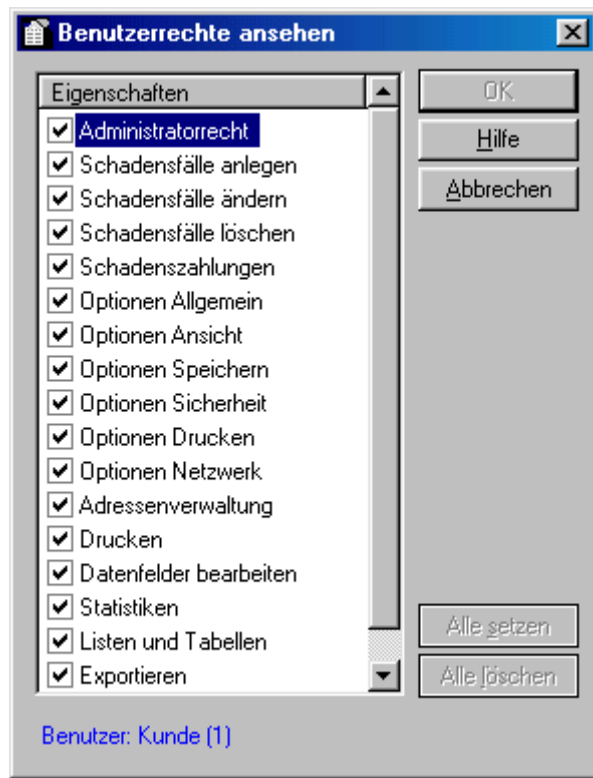 Benutzerrechte ansehen
Eigenschaften
Administratorrecht
Schadensfälle anlegen
Schadensfälle ändern
Schadensfälle löschen
Schadenszahlungen
Optionen Allgemein
Optionen Ansicht
Optionen Speichern
Optionen Sicherheit
Optionen Drucken
Optionen Netzwerk
Adressenverwaltung
Drucken
Datenfelder bearbeiten
Statistiken
Listen und Tabellen
Exportieren
OK
Hilfe
Abbrechen
Alle setzen
Alle löschen
Benutzer: Kunde (1)